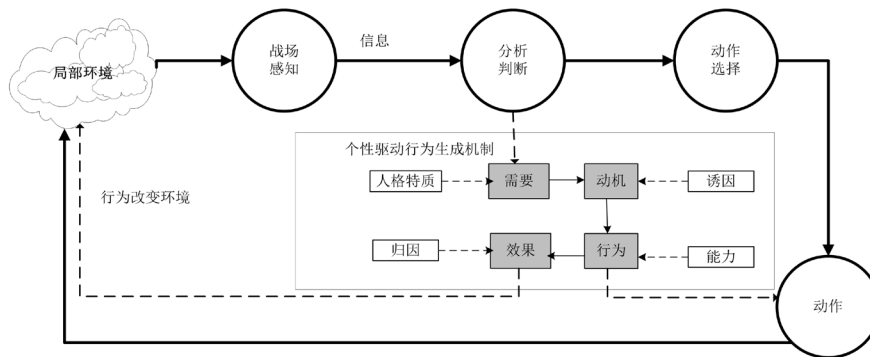 局部环境
战场
感知
信息
分析
判断
动作
选择
个性驱动行为生成机制
人格特质
需要
动机
诱因
行为改变环境
归因
效果
行为
能力
动作